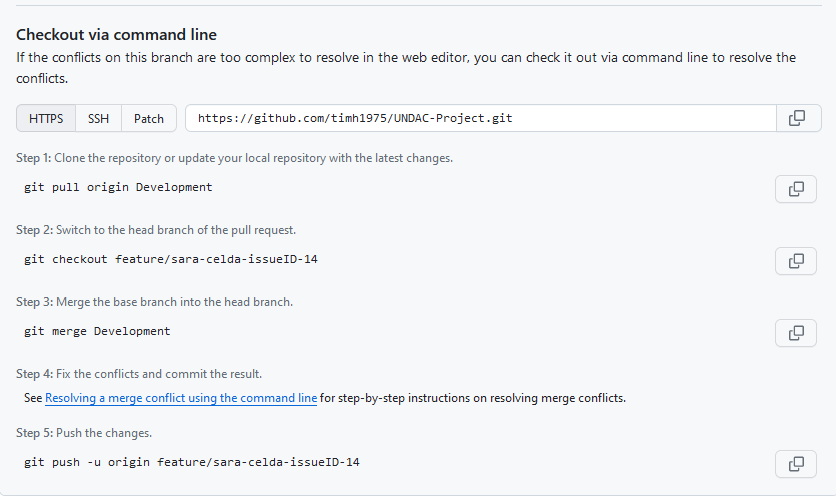 Checkout via command line
If the conflicts on this branch are too complex to resolve in the web editor, you can check it out via command line to resolve the
conflicts.
HTTPS SSH Patch https://github.com/timh1975/UNDAC-Project.git
Step 1: Clone the repository or update your local repository with the latest changes.
git pull origin Development
Step 2: Switch to the head branch of the pull request.
git checkout feature/sara-celda-issueID-14
Step 3: Merge the base branch into the head branch.
git merge Development
Step 4: Fix the conflicts and commit the result.
See Resolving a merge conflict using the command line for step-by-step instructions on resolving merge conflicts.
Step 5: Push the changes.
git push -u origin feature/sara-celda-issueID-14